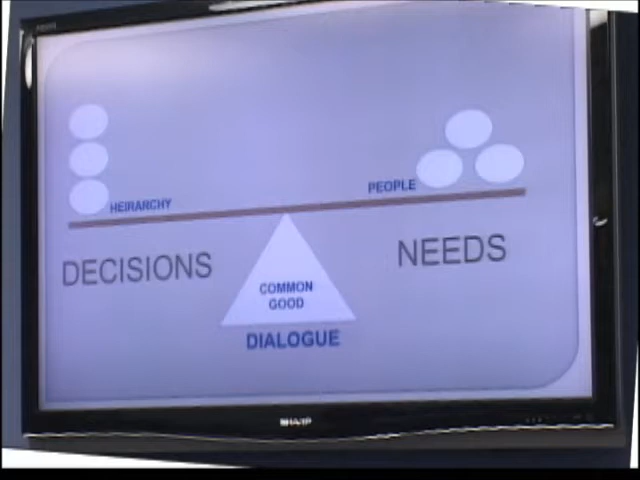 HEIRARCHY
PEOPLE
DECISIONS
NEEDS
COMMON
GOOD
DIALOGUE
SHARP